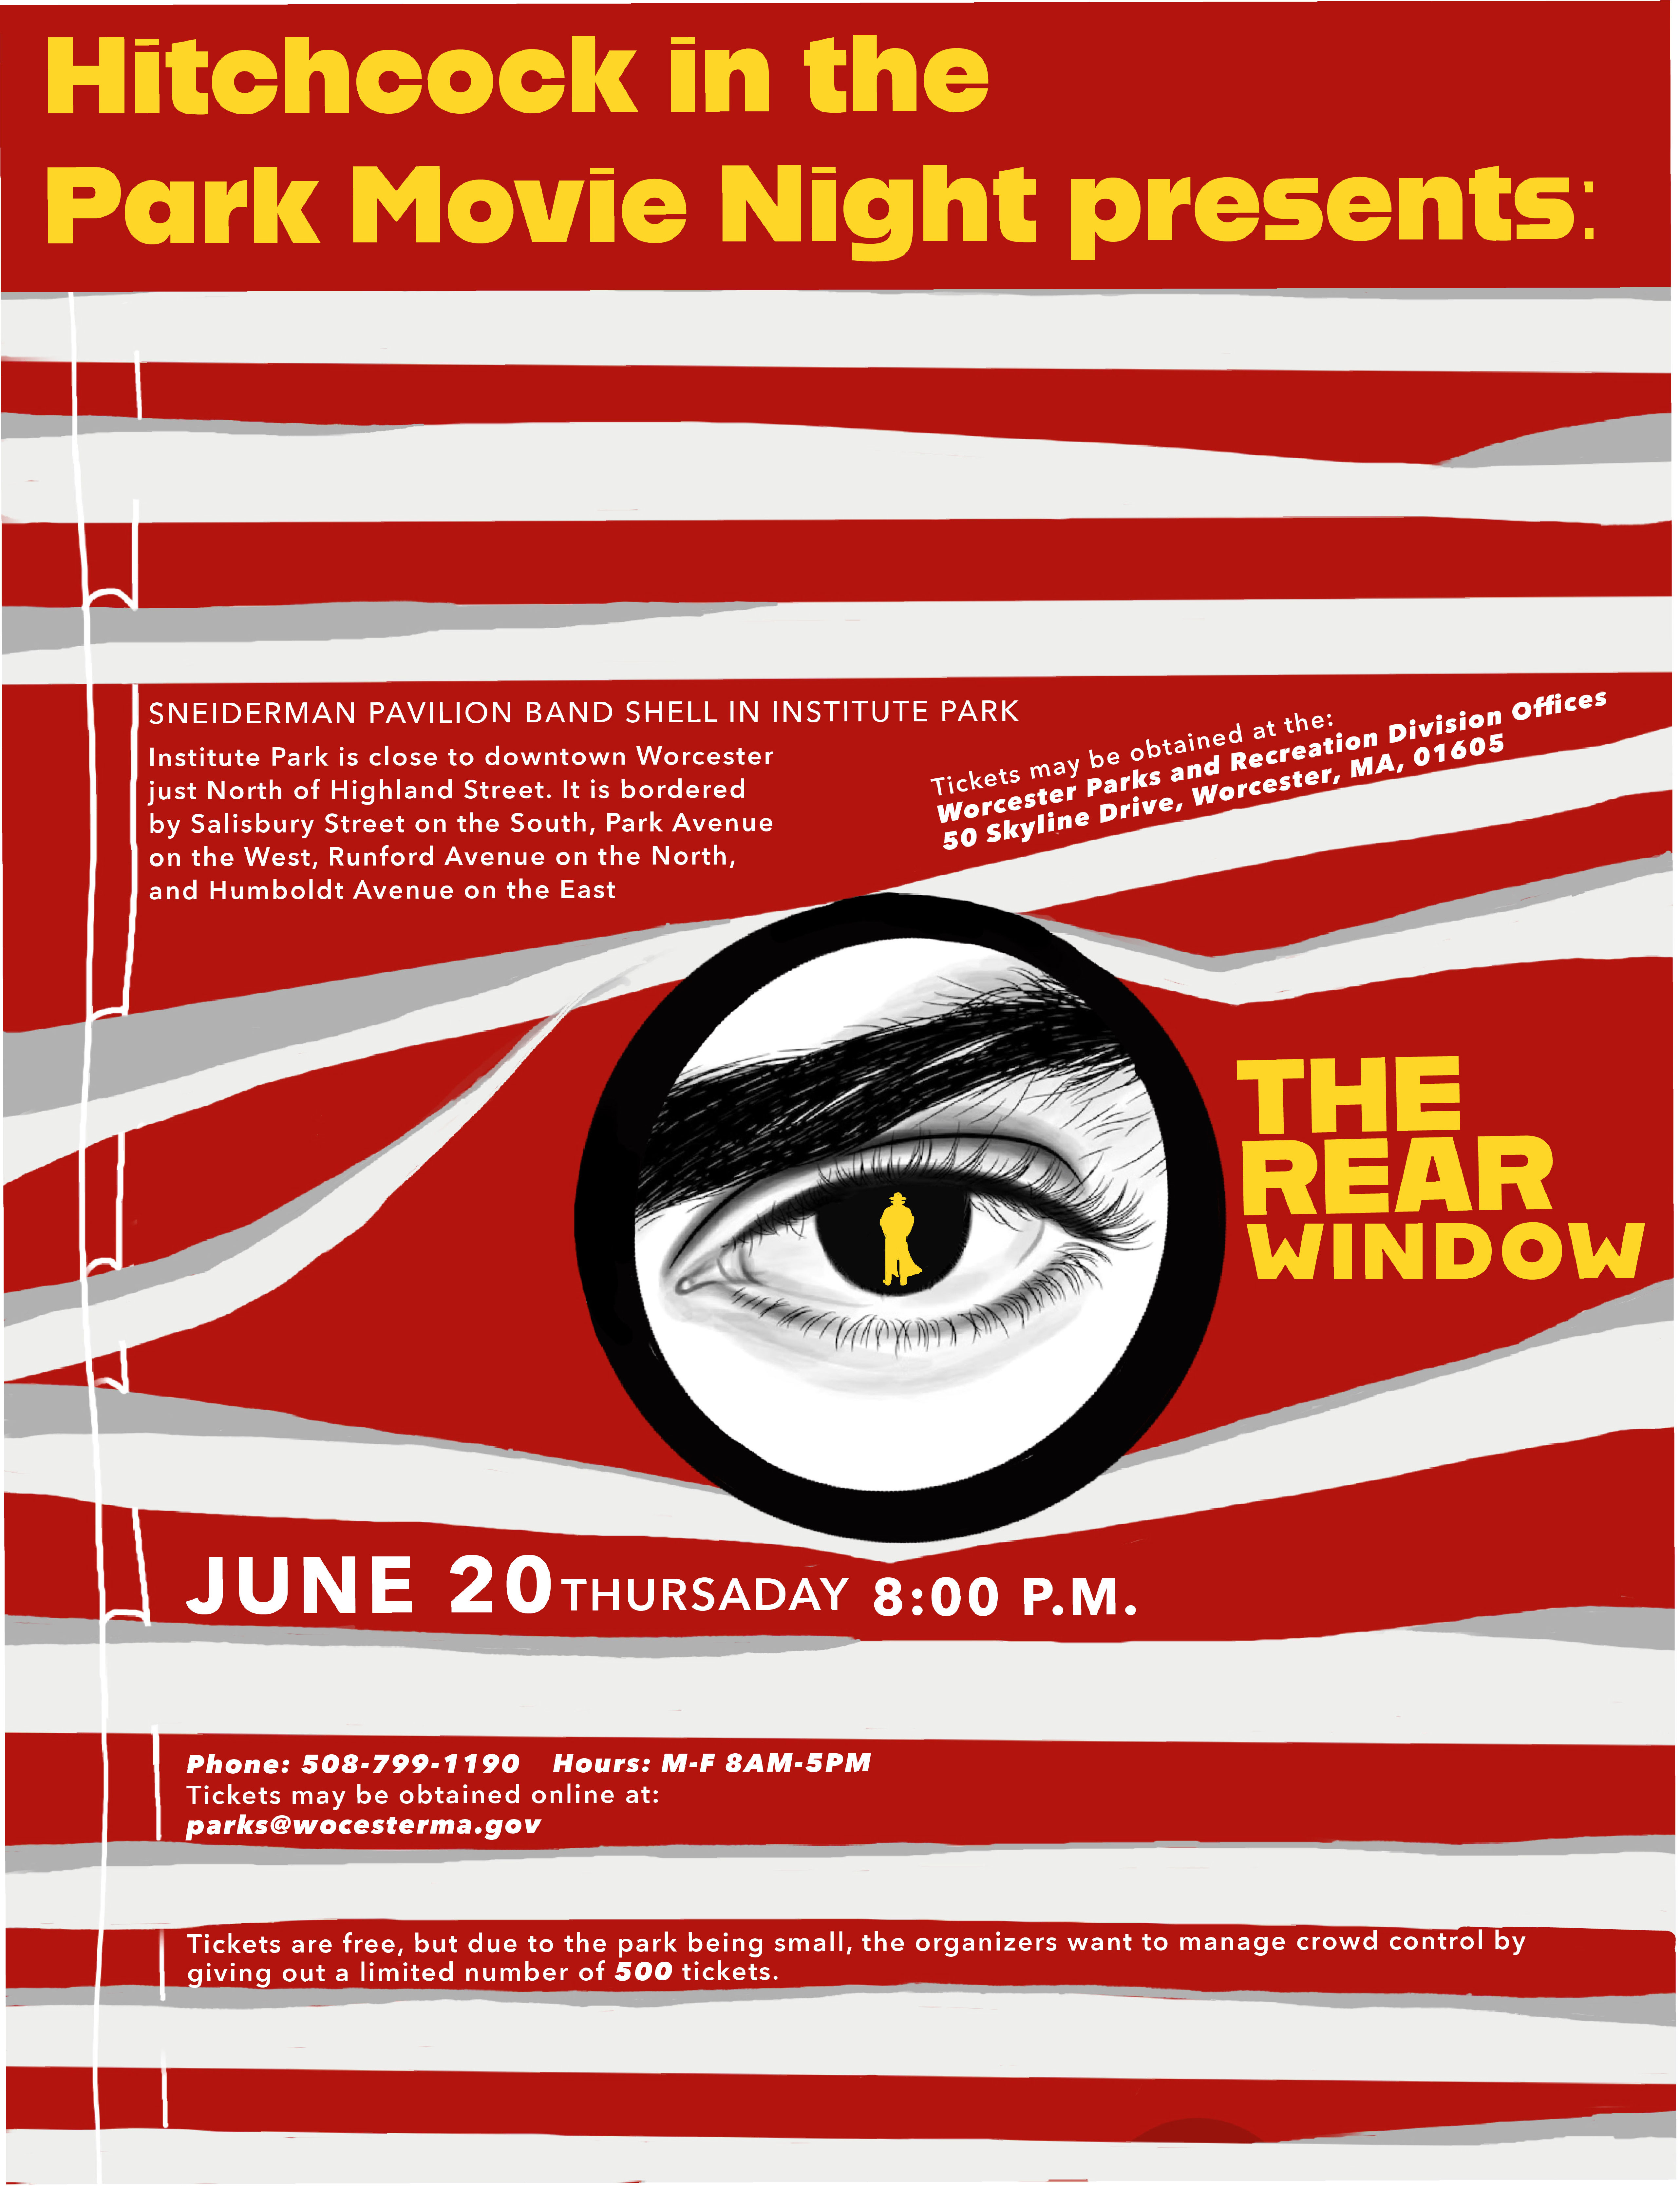 Hitchcock in the
Park Movie Night presents:
SNEIDERMAN PAVILION BAND SHELL IN INSTITUTE PARK
Institute Park is close to downtown Worcester
just North of Highland Street. It is bordered
by Salisbury Street on the South, Park Avenue
on the West, Runford Avenue on the North,
and Humboldt Avenue on the East
Tickets may be obtained at the:
Worcester Parks and Recreation Division Offices
50 Skyline Drive, Worcester, MA, 01605
THE
REAR
WINDOW
JUNE 20 THURSADAY 8:00 P.M.
Phone: 508-799-1190 Hours: M-F 8AM-5PM
Tickets may be obtained online at:
parks@wocesterma.gov
Tickets are free, but due to the park being small, the organizers want to manage crowd control by
giving out a limited number of 500 tickets.